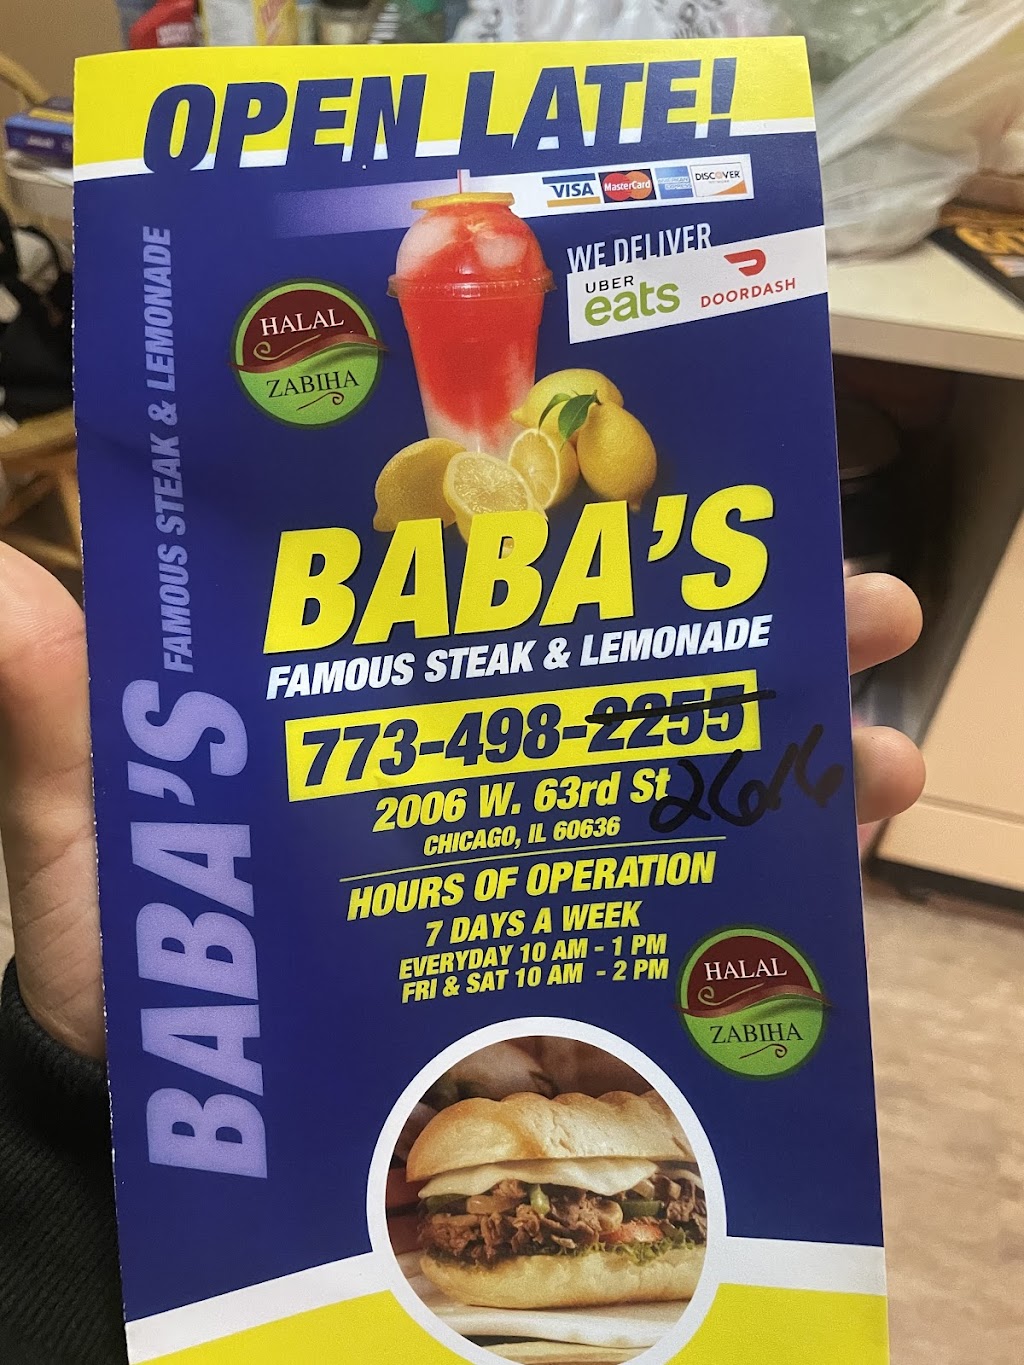 OPEN LATE!
VISA MasterCard AMERICAN EXPRESS DISCOVER
WE DELIVER
UBER eats DOORDASH
HALAL
ZABIHA
BABA'S
FAMOUS STEAK & LEMONADE
773-498-2255
2006 W. 63rd St
CHICAGO, IL 60636
HOURS OF OPERATION
7 DAYS A WEEK
EVERYDAY 10 AM - 1 PM
FRI & SAT 10 AM - 2 PM
HALAL
ZABIHA
BABA'S FAMOUS STEAK & LEMONADE